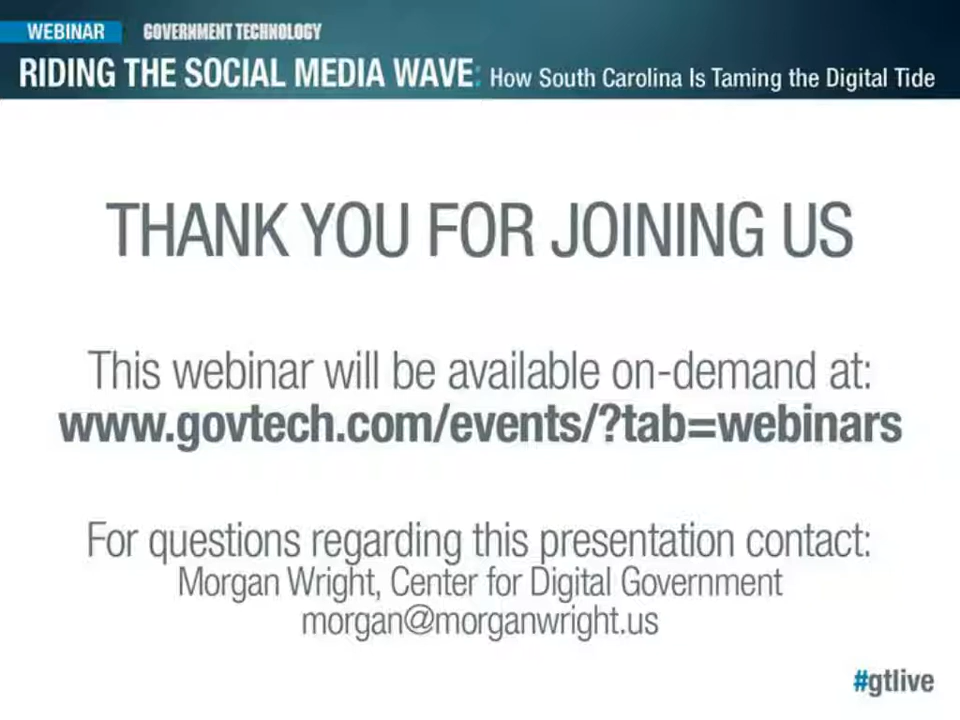 WEBINAR GOVERNMENT TECHNOLOGY
RIDING THE SOCIAL MEDIA WAVE: How South Carolina Is Taming the Digital Tide
THANK YOU FOR JOINING US
This webinar will be available on-demand at:
www.govtech.com/events/?tab=webinars
For questions regarding this presentation contact:
Morgan Wright, Center for Digital Government
morgan@morganwright.us
#gtlive